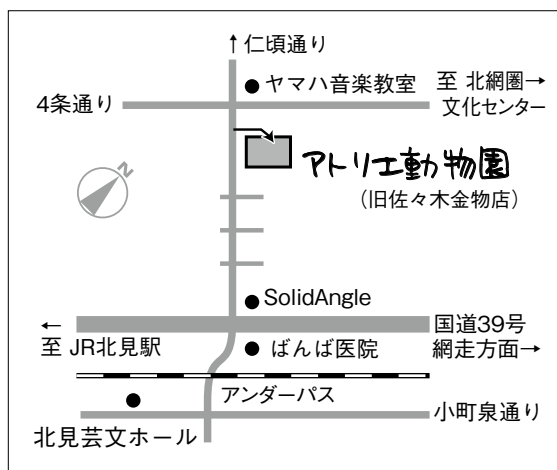 ↑仁頃通り
ヤマハ音楽教室
至 北網圏→
文化センター
4条通り
アトリエ動物園
(旧佐々木金物店)
N
SolidAngle
国道39号
網走方面→
←
至 JR北見駅
ばんば医院
アンダーパス
小町泉通り
北見芸文ホール